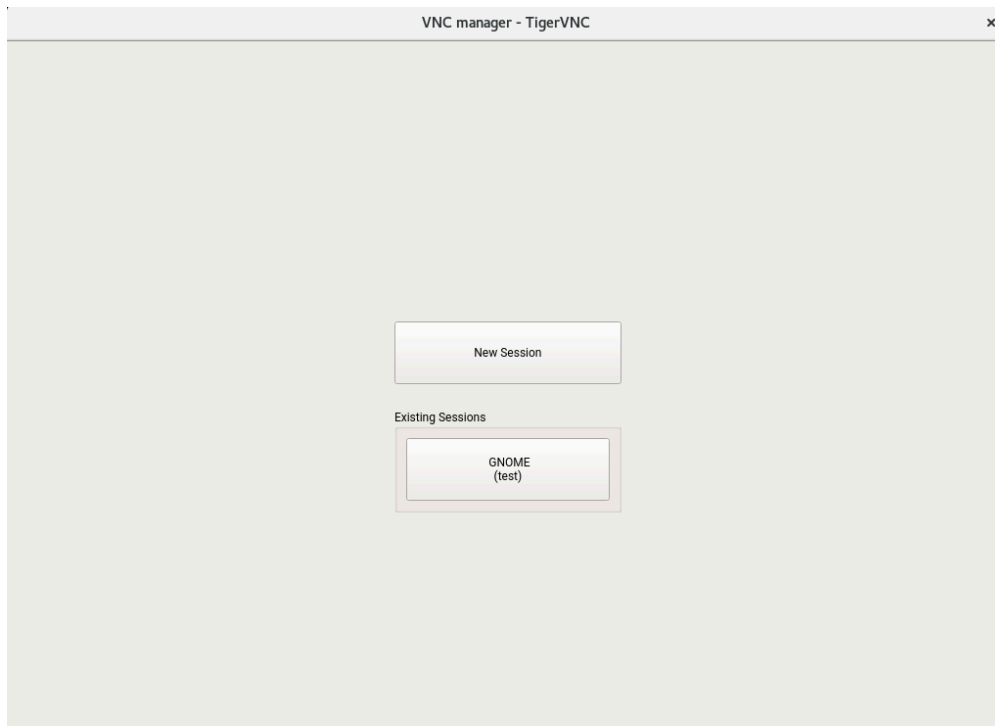 VNC manager - TigerVNC
New Session
Existing Sessions
GNOME
(test)